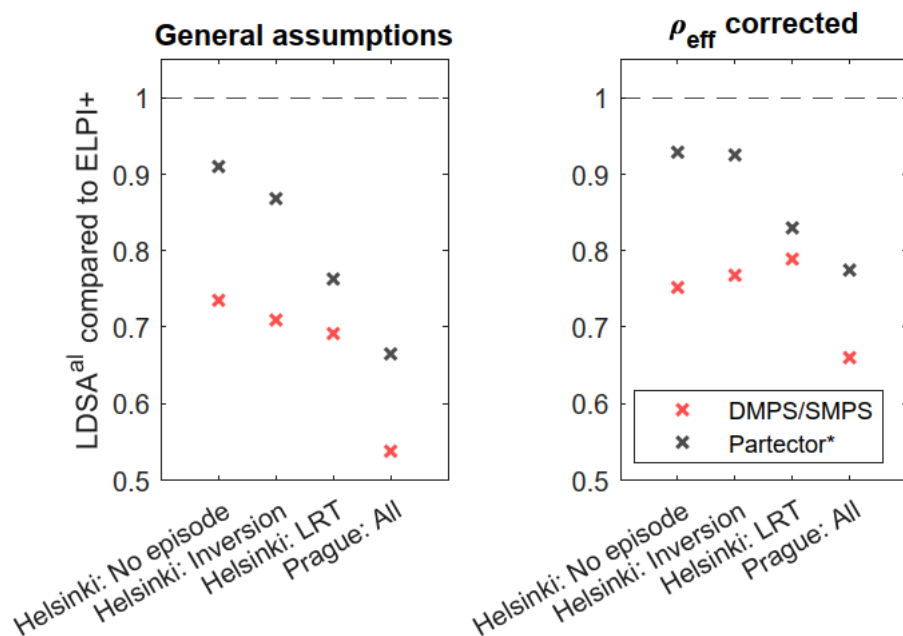 General assumptions
LDSA^al compared to ELPI+
1
0.9
0.8
0.7
0.6
0.5
Helsinki: No episode
Helsinki: Inversion
Helsinki: LRT
Prague: All
ρeff corrected
1
0.9
0.8
0.7
0.6
0.5
DMPS/SMPS
Partector*
Helsinki: No episode
Helsinki: Inversion
Helsinki: LRT
Prague: All